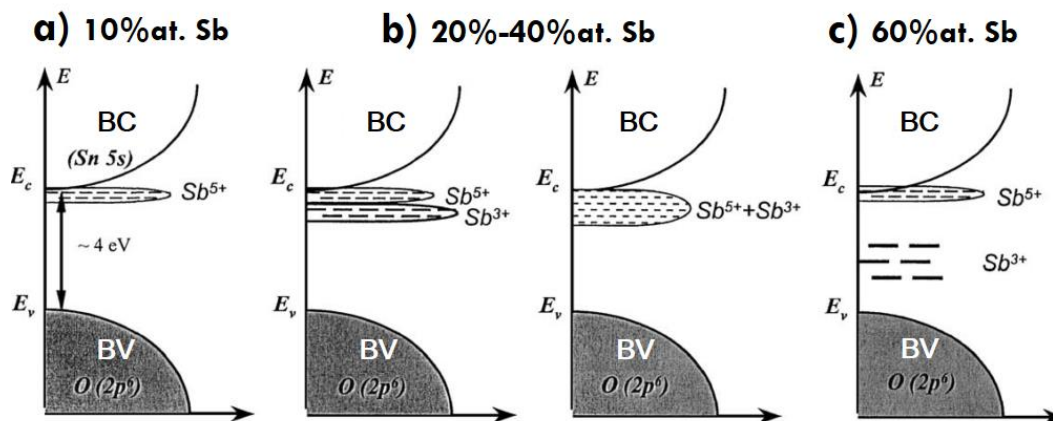 a) 10%at. Sb
E
BC
(Sn 5s)
E_c
Sb⁵⁺
~ 4 eV
E_v
BV
O (2p⁶)
b) 20%-40%at. Sb
E
BC
E_c
Sb⁵⁺
Sb³⁺
E_v
BV
O (2p⁶)
E
BC
E_c
Sb⁵⁺+Sb³⁺
E_v
BV
O (2p⁶)
c) 60%at. Sb
E
BC
E_c
Sb⁵⁺
Sb³⁺
E_v
BV
O (2p⁶)